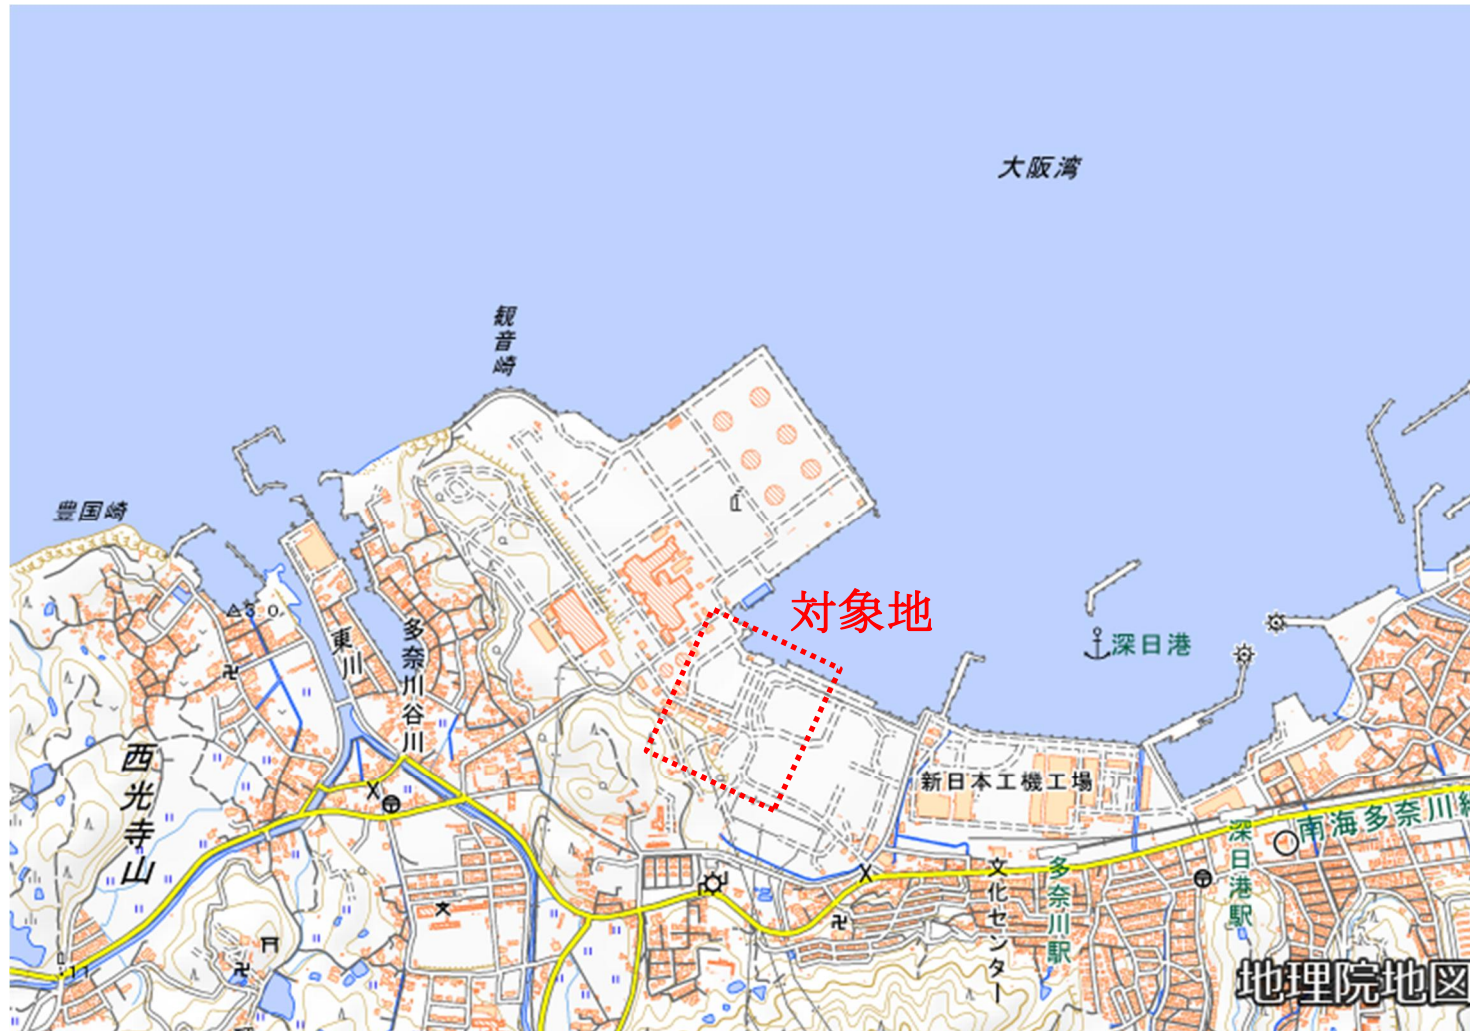 大阪湾
観音崎
豊国崎
対象地
深日港
3
東川
多奈川谷川
西光寺山
新日本工機工場
南海多奈川線
深日港駅
多奈川駅
文化センター
11
地理院地図